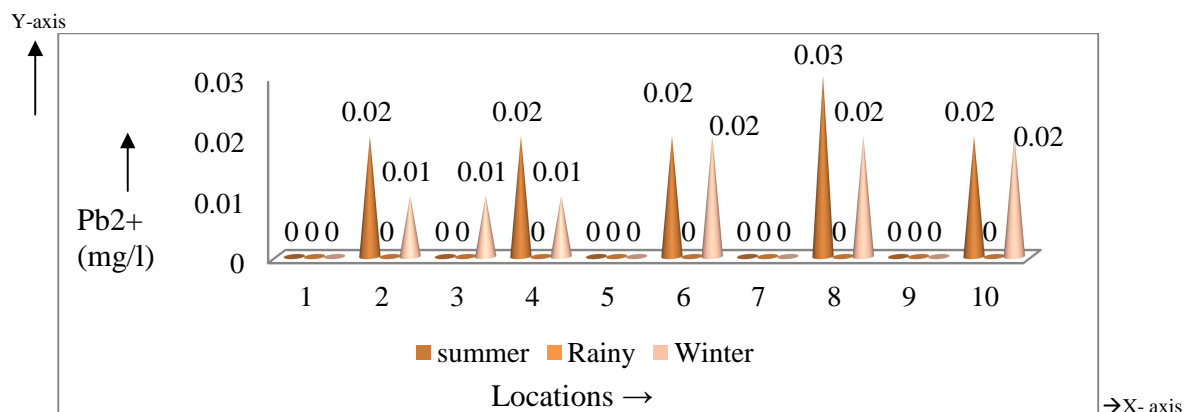 Y-axis
0.03
0.03
0.02 0.02 0.02 0.02 0.02 0.02 0.02
0.02
0.01 0.01 0.01
0.01
Pb2+
(mg/l)
0 0 0 0 0 0 0 0 0 0 0 0 0 0 0 0 0 0 0
0
1 2 3 4 5 6 7 8 9 10
summer Rainy Winter
Locations →
→X- axis